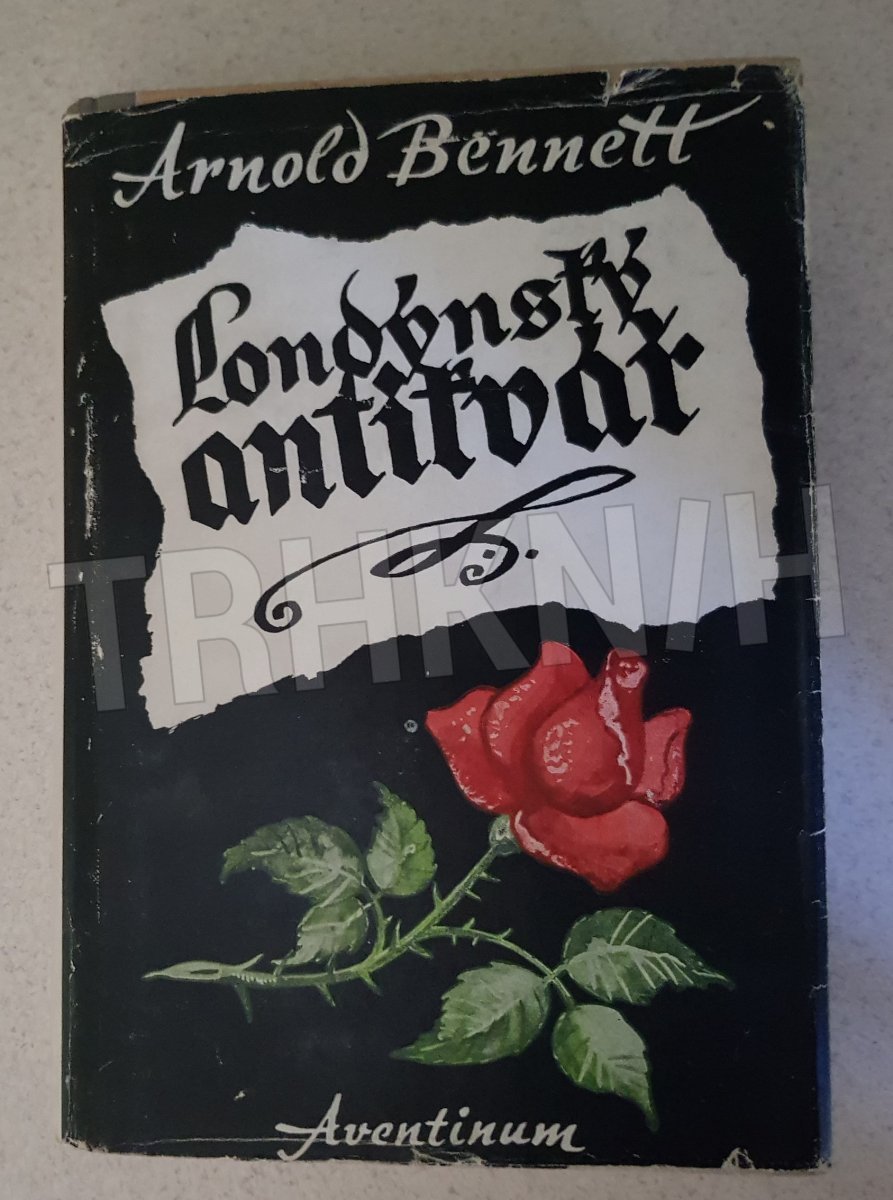 Arnold Bennett
Londýnský
antikvář
TRHKNIH
Aventinum